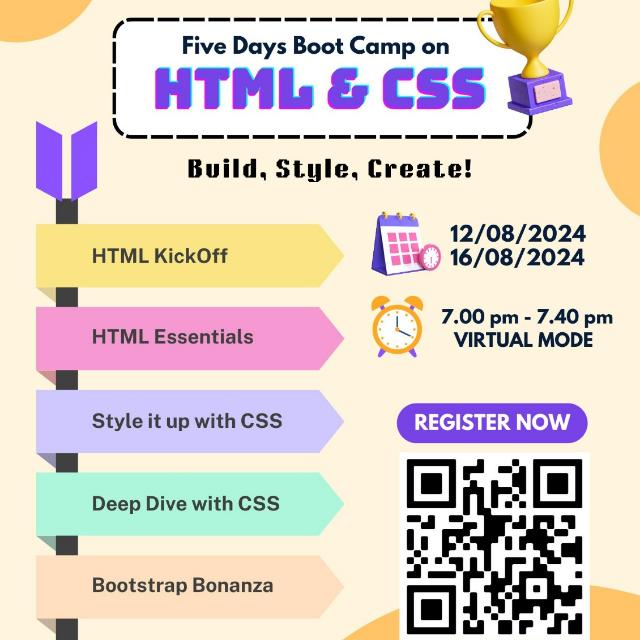 Five Days Boot Camp on
HTML & CSS
Build, Style, Create!
HTML KickOff
HTML Essentials
Style it up with CSS
Deep Dive with CSS
Bootstrap Bonanza
12/08/2024
16/08/2024
7.00 pm - 7.40 pm
VIRTUAL MODE
REGISTER NOW